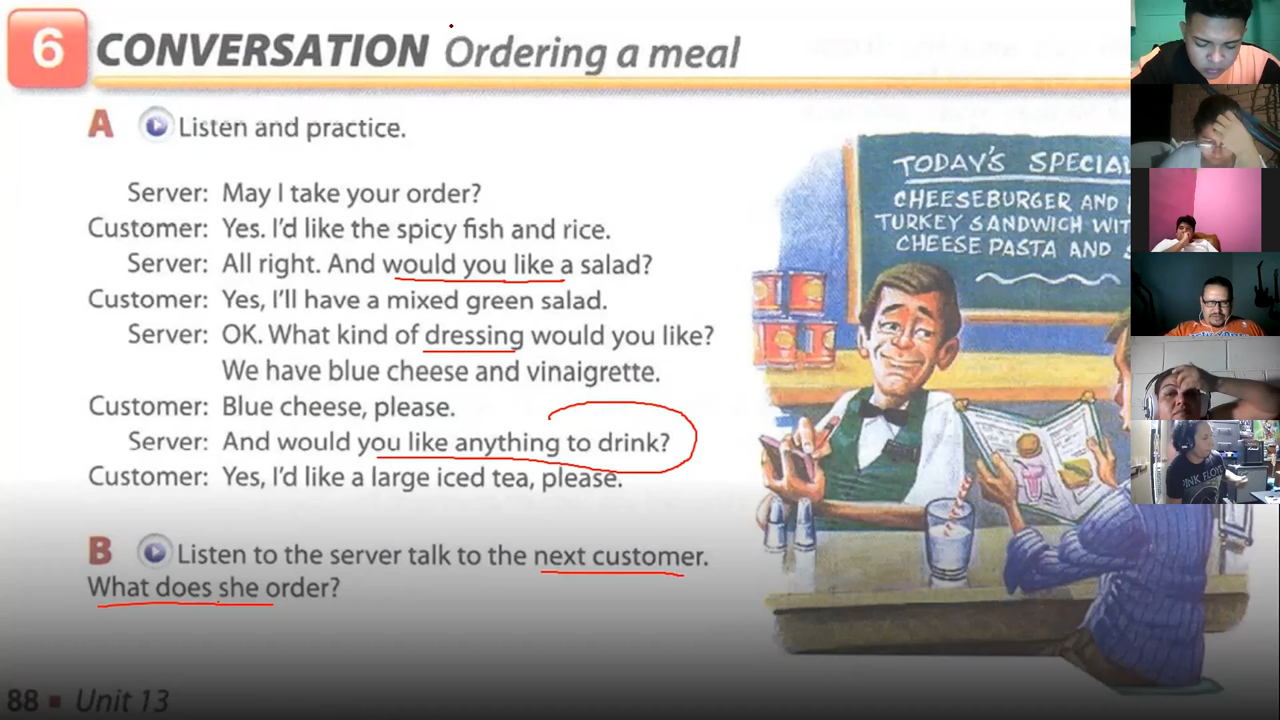 6 CONVERSATION Ordering a meal
A Listen and practice.
Server: May I take your order?
Customer: Yes. I'd like the spicy fish and rice.
Server: All right. And would you like a salad?
Customer: Yes, I'll have a mixed green salad.
Server: OK. What kind of dressing would you like?
We have blue cheese and vinaigrette.
Customer: Blue cheese, please.
Server: And would you like anything to drink?
Customer: Yes, I'd like a large iced tea, please.
B Listen to the server talk to the next customer.
What does she order?
88 ▪ Unit 13
TODAY'S SPECIAL
CHEESEBURGER AND
TURKEY SANDWICH WIT
CHEESE PASTA AND S
PINK FLOYD